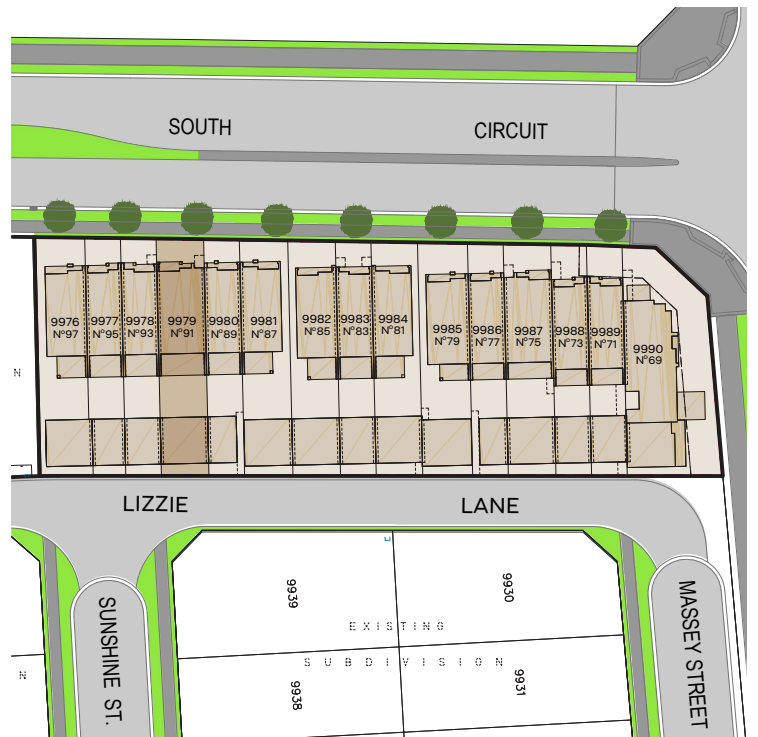 SOUTH CIRCUIT
9976 9977 9978 9979 9980 9981
N°97 N°95 N°93 N°91 N°89 N°87
9982 9983 9984
N°85 N°83 N°81
9985 9986 9987 9988 9989 9990
N°79 N°77 N°75 N°73 N°71 N°69
N
LIZZIE LANE
9939
9930
SUNSHINE ST.
MASSEY STREET
EXISTING
SUBDIVISION
N
9938
9931